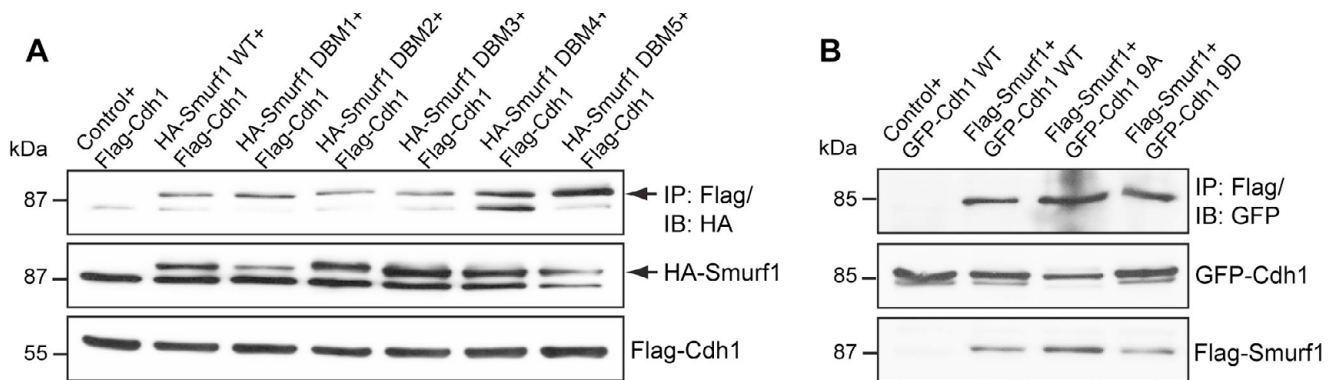 A
kDa
Control+
Flag-Cdh1
HA-Smurf1 WT+
Flag-Cdh1
HA-Smurf1 DBM1+
Flag-Cdh1
HA-Smurf1 DBM2+
Flag-Cdh1
HA-Smurf1 DBM3+
Flag-Cdh1
HA-Smurf1 DBM4+
Flag-Cdh1
HA-Smurf1 DBM5+
Flag-Cdh1
87
IP: Flag/
IB: HA
87
HA-Smurf1
55
Flag-Cdh1
B
kDa
Control+
GFP-Cdh1 WT
Flag-Smurf1+
GFP-Cdh1 WT
Flag-Smurf1+
GFP-Cdh1 9A
Flag-Smurf1+
GFP-Cdh1 9D
85
IP: Flag/
IB: GFP
85
GFP-Cdh1
87
Flag-Smurf1